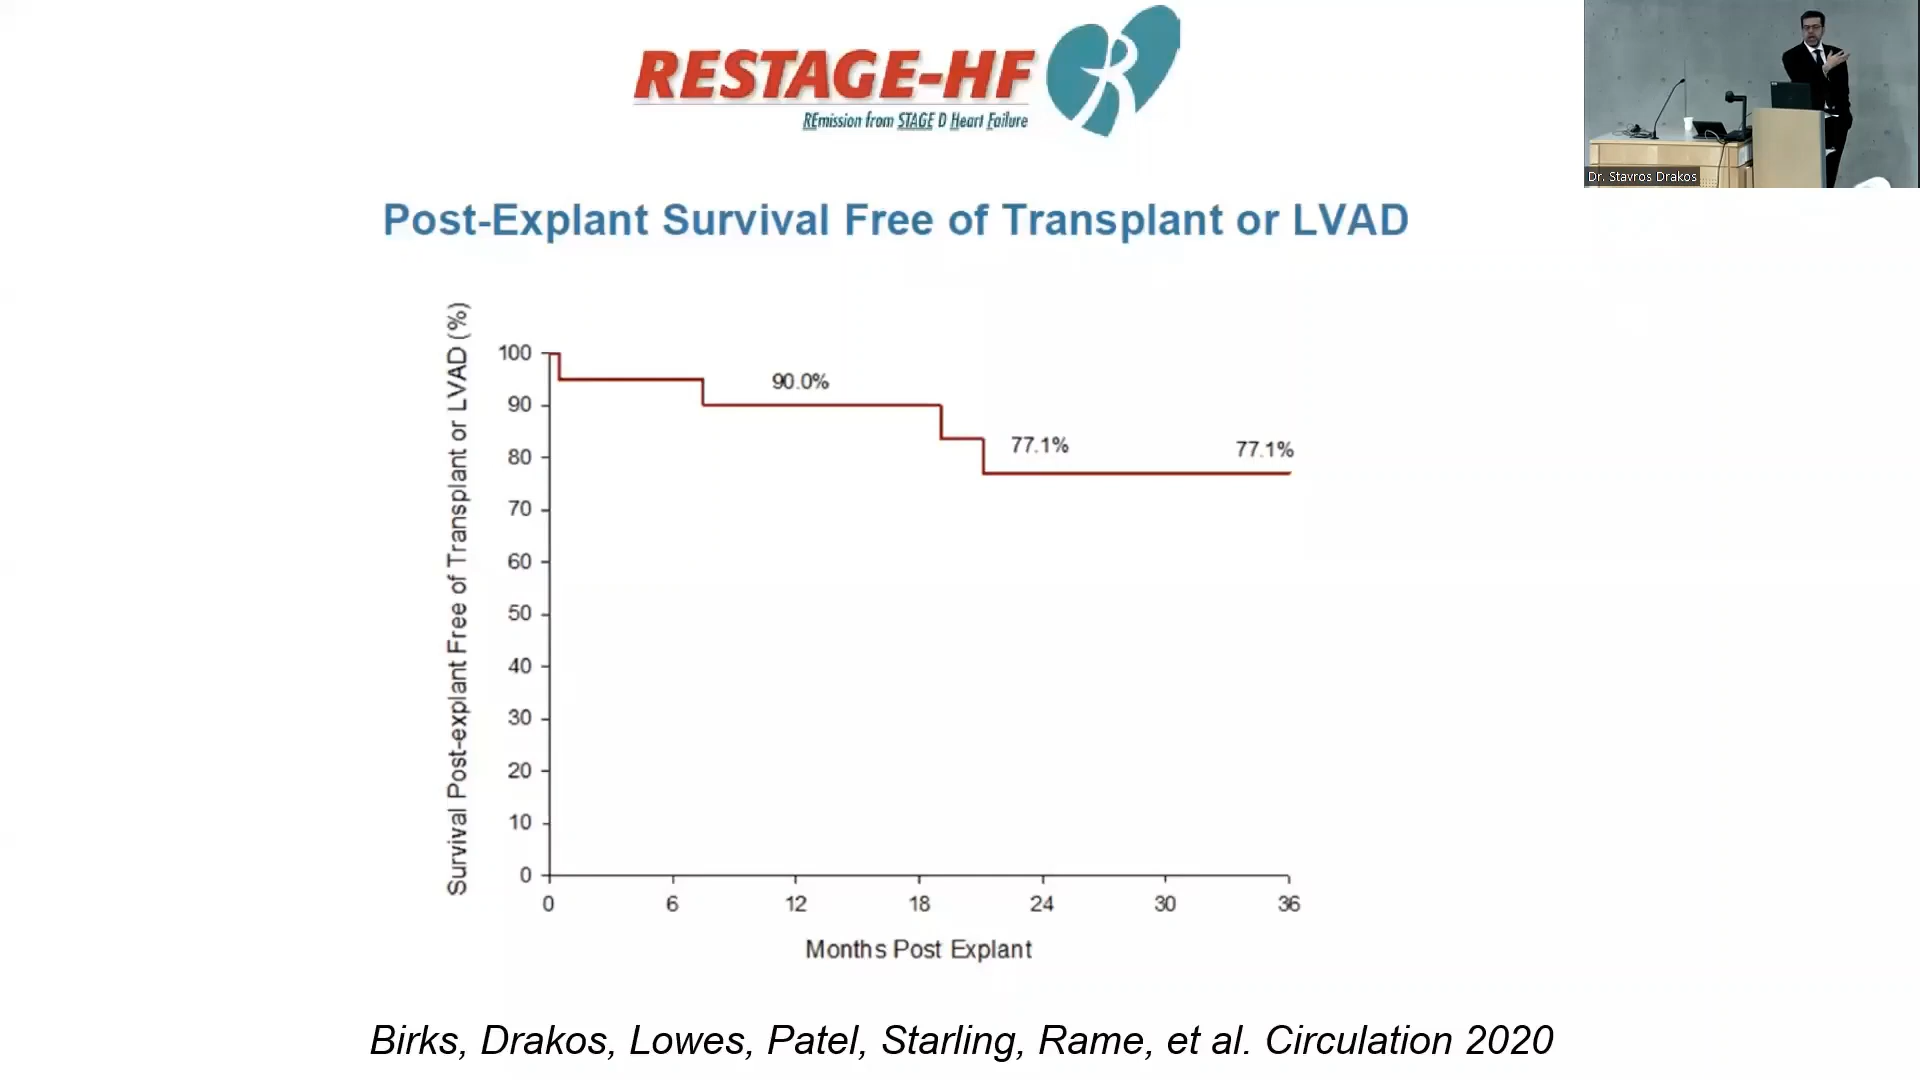 RESTAGE-HF
REmission from STAGE D Heart Failure
Dr. Stavros Drakos
Post-Explant Survival Free of Transplant or LVAD
Survival Post-explant Free of Transplant or LVAD (%)
100
90
80
70
60
50
40
30
20
10
0
90.0%
77.1%
77.1%
0 6 12 18 24 30 36
Months Post Explant
Birks, Drakos, Lowes, Patel, Starling, Rame, et al. Circulation 2020